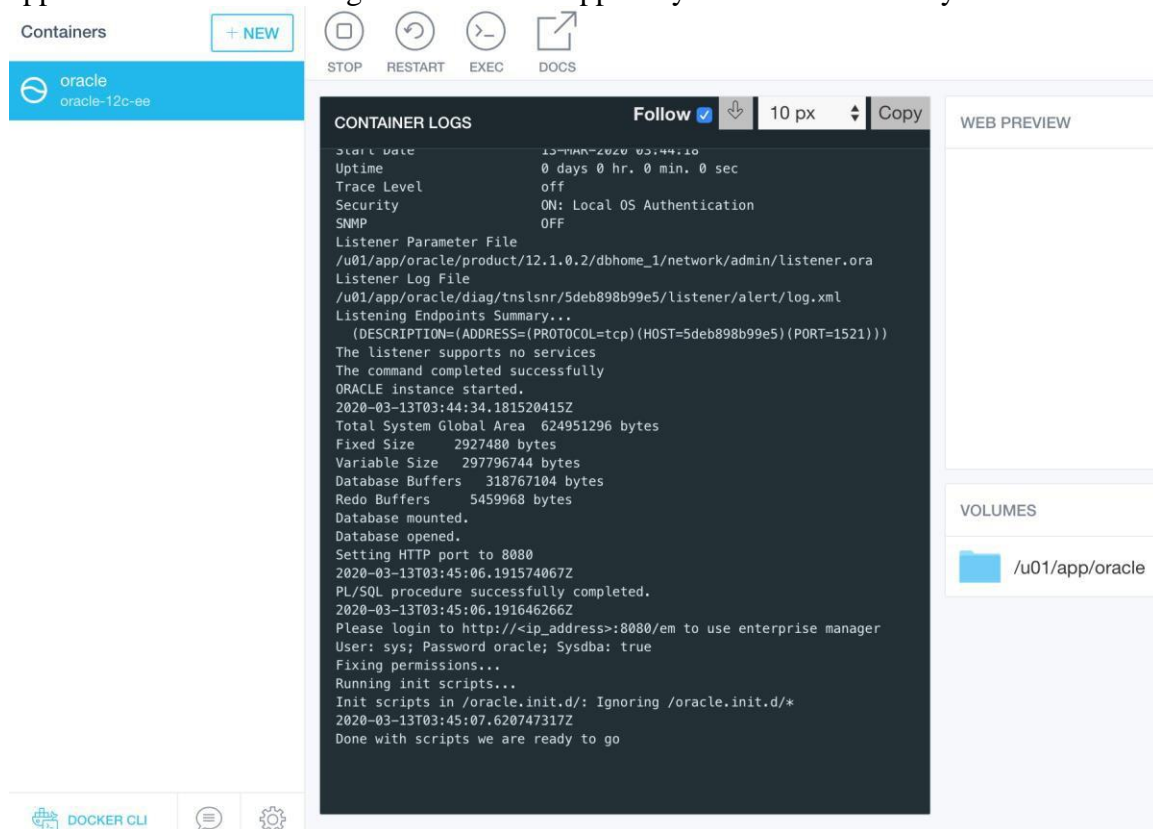 Containers
+ NEW
oracle
oracle-12c-ee
STOP
RESTART
EXEC
DOCS
CONTAINER LOGS
Follow
10 px
Copy
Start Date 13-MAR-2020 03:44:18
Uptime 0 days 0 hr. 0 min. 0 sec
Trace Level off
Security ON: Local OS Authentication
SNMP OFF
Listener Parameter File
/u01/app/oracle/product/12.1.0.2/dbhome_1/network/admin/listener.ora
Listener Log File
/u01/app/oracle/diag/tnslsnr/5deb898b99e5/listener/alert/log.xml
Listening Endpoints Summary...
(DESCRIPTION=(ADDRESS=(PROTOCOL=tcp)(HOST=5deb898b99e5)(PORT=1521)))
The listener supports no services
The command completed successfully
ORACLE instance started.
2020-03-13T03:44:34.181520415Z
Total System Global Area 624951296 bytes
Fixed Size 2927480 bytes
Variable Size 297796744 bytes
Database Buffers 318767104 bytes
Redo Buffers 5459968 bytes
Database mounted.
Database opened.
Setting HTTP port to 8080
2020-03-13T03:45:06.191574067Z
PL/SQL procedure successfully completed.
2020-03-13T03:45:06.191646266Z
Please login to http://<ip_address>:8080/em to use enterprise manager
User: sys; Password oracle; Sysdba: true
Fixing permissions...
Running init scripts...
Init scripts in /oracle.init.d/: Ignoring /oracle.init.d/*
2020-03-13T03:45:07.620747317Z
Done with scripts we are ready to go
WEB PREVIEW
VOLUMES
/u01/app/oracle
DOCKER CLI